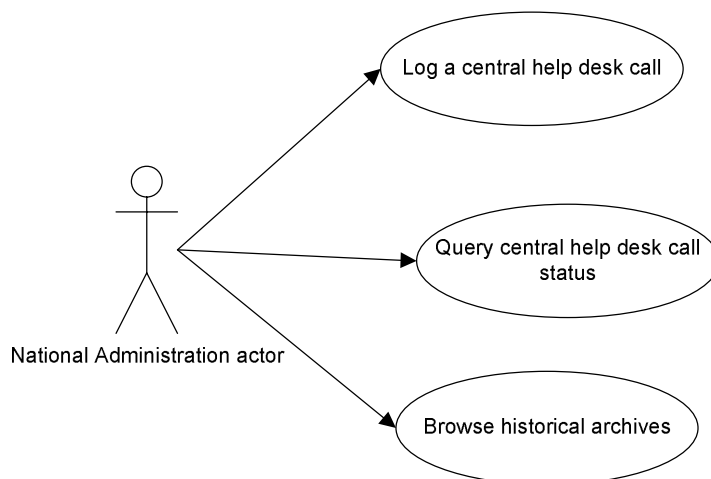 Log a central help desk call
Query central help desk call
status
National Administration actor
Browse historical archives